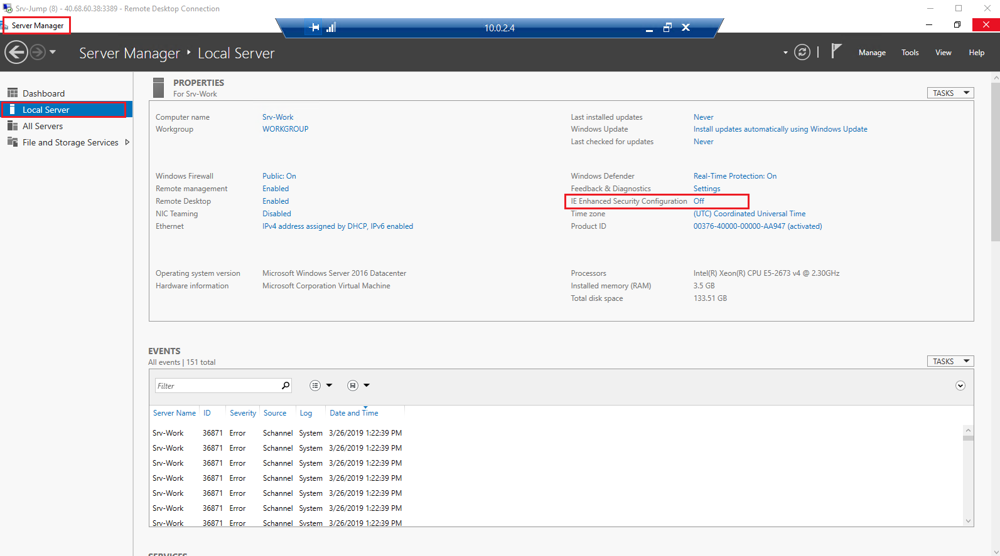 Srv-Jump (8) - 40.68.60.38:3389 - Remote Desktop Connection
Server Manager
10.0.2.4
Server Manager ‣ Local Server
Manage Tools View Help
Dashboard
Local Server
All Servers
File and Storage Services
PROPERTIES
For Srv-Work
TASKS
Computer name Srv-Work
Workgroup WORKGROUP
Last installed updates Never
Windows Update Install updates automatically using Windows Update
Last checked for updates Never
Windows Firewall Public: On
Remote management Enabled
Remote Desktop Enabled
NIC Teaming Disabled
Ethernet IPv4 address assigned by DHCP, IPv6 enabled
Windows Defender Real-Time Protection: On
Feedback & Diagnostics Settings
IE Enhanced Security Configuration Off
Time zone (UTC) Coordinated Universal Time
Product ID 00376-40000-00000-AA947 (activated)
Operating system version Microsoft Windows Server 2016 Datacenter
Hardware information Microsoft Corporation Virtual Machine
Processors Intel(R) Xeon(R) CPU E5-2673 v4 @ 2.30GHz
Installed memory (RAM) 3.5 GB
Total disk space 133.51 GB
EVENTS
All events | 151 total
TASKS
Filter
Server Name ID Severity Source Log Date and Time
Srv-Work 36871 Error Schannel System 3/26/2019 1:22:39 PM
Srv-Work 36871 Error Schannel System 3/26/2019 1:22:39 PM
Srv-Work 36871 Error Schannel System 3/26/2019 1:22:39 PM
Srv-Work 36871 Error Schannel System 3/26/2019 1:22:39 PM
Srv-Work 36871 Error Schannel System 3/26/2019 1:22:39 PM
Srv-Work 36871 Error Schannel System 3/26/2019 1:22:39 PM
Srv-Work 36871 Error Schannel System 3/26/2019 1:22:39 PM
SERVICES